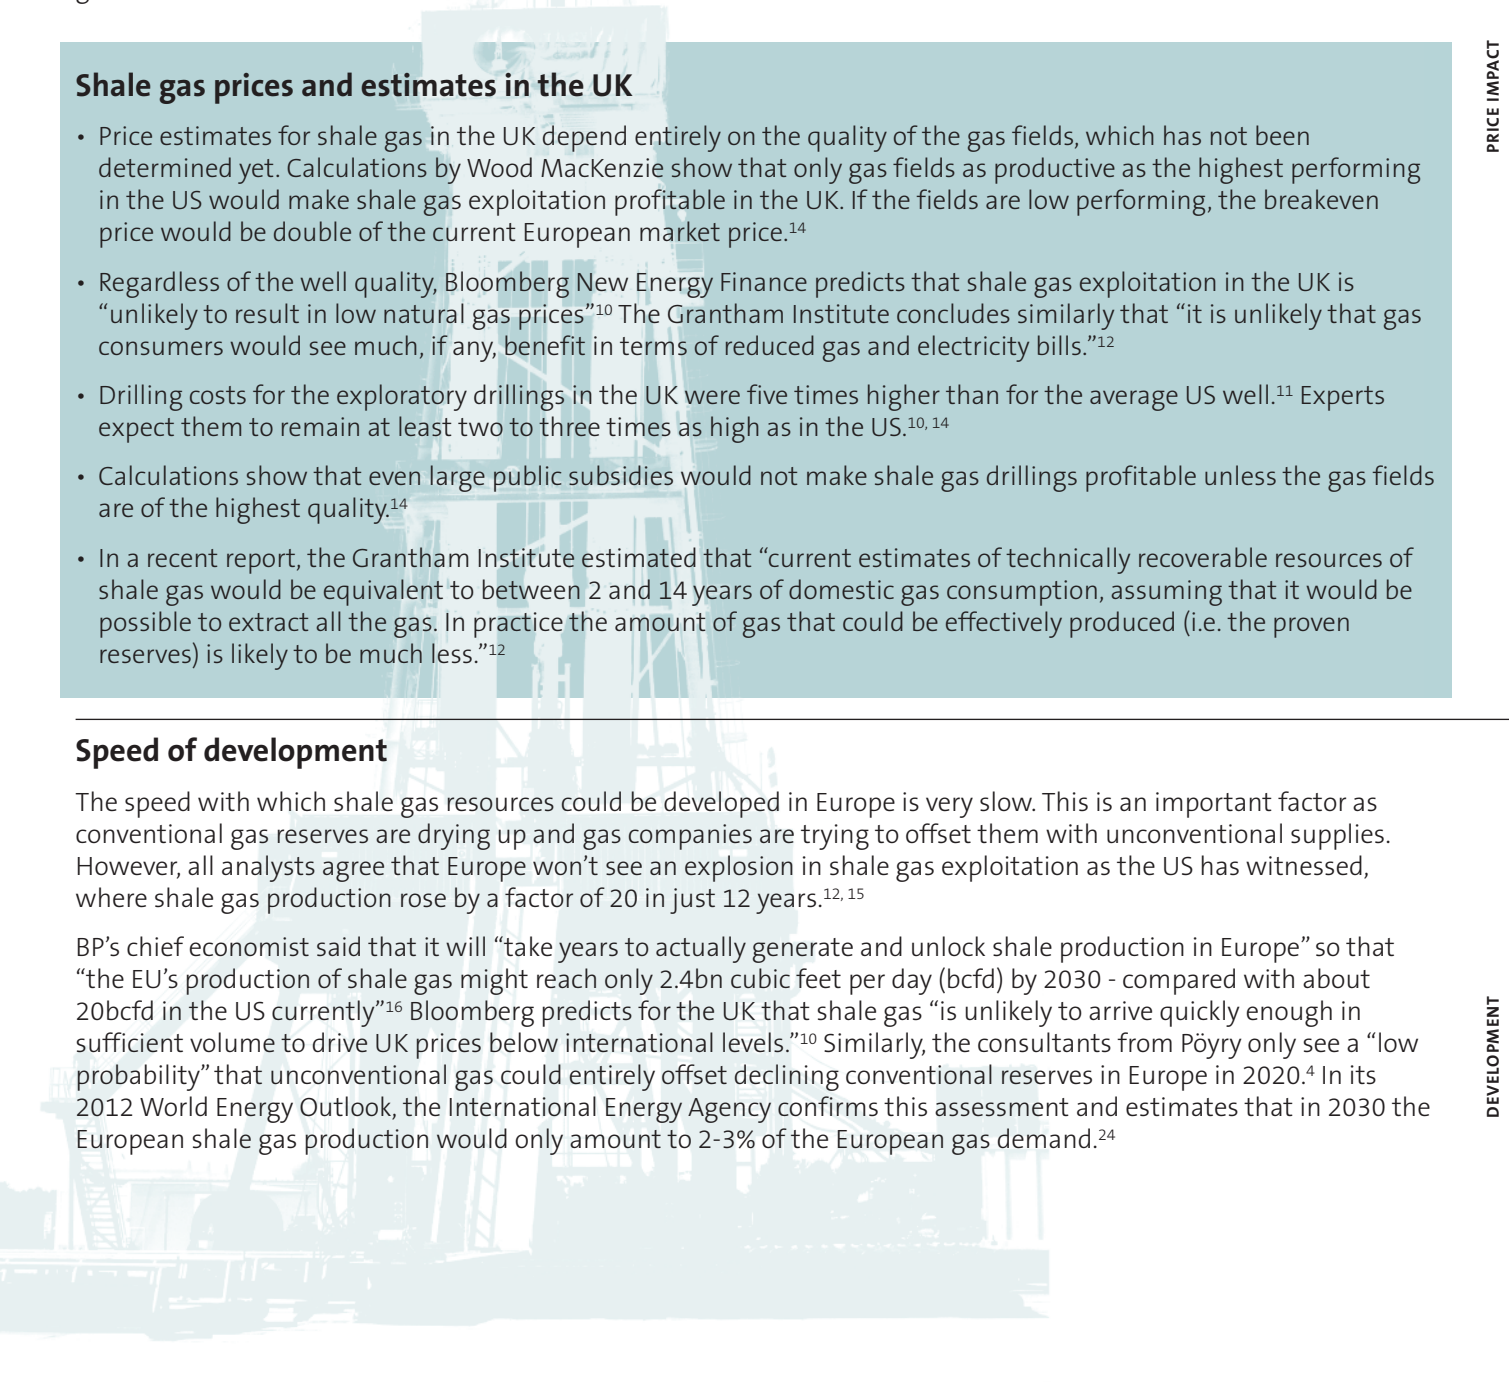 Shale gas prices and estimates in the UK
• Price estimates for shale gas in the UK depend entirely on the quality of the gas fields, which has not been
determined yet. Calculations by Wood MacKenzie show that only gas fields as productive as the highest performing
in the US would make shale gas exploitation profitable in the UK. If the fields are low performing, the breakeven
price would be double of the current European market price.14
• Regardless of the well quality, Bloomberg New Energy Finance predicts that shale gas exploitation in the UK is
“unlikely to result in low natural gas prices”10 The Grantham Institute concludes similarly that “it is unlikely that gas
consumers would see much, if any, benefit in terms of reduced gas and electricity bills.”12
• Drilling costs for the exploratory drillings in the UK were five times higher than for the average US well.11 Experts
expect them to remain at least two to three times as high as in the US.10, 14
• Calculations show that even large public subsidies would not make shale gas drillings profitable unless the gas fields
are of the highest quality.14
• In a recent report, the Grantham Institute estimated that “current estimates of technically recoverable resources of
shale gas would be equivalent to between 2 and 14 years of domestic gas consumption, assuming that it would be
possible to extract all the gas. In practice the amount of gas that could be effectively produced (i.e. the proven
reserves) is likely to be much less.”12
PRICE IMPACT
Speed of development
The speed with which shale gas resources could be developed in Europe is very slow. This is an important factor as
conventional gas reserves are drying up and gas companies are trying to offset them with unconventional supplies.
However, all analysts agree that Europe won’t see an explosion in shale gas exploitation as the US has witnessed,
where shale gas production rose by a factor of 20 in just 12 years.12, 15
BP’s chief economist said that it will “take years to actually generate and unlock shale production in Europe” so that
“the EU’s production of shale gas might reach only 2.4bn cubic feet per day (bcfd) by 2030 - compared with about
20bcfd in the US currently”16 Bloomberg predicts for the UK that shale gas “is unlikely to arrive quickly enough in
sufficient volume to drive UK prices below international levels.”10 Similarly, the consultants from Pöyry only see a “low
probability” that unconventional gas could entirely offset declining conventional reserves in Europe in 2020.4 In its
2012 World Energy Outlook, the International Energy Agency confirms this assessment and estimates that in 2030 the
European shale gas production would only amount to 2-3% of the European gas demand.24
DEVELOPMENT